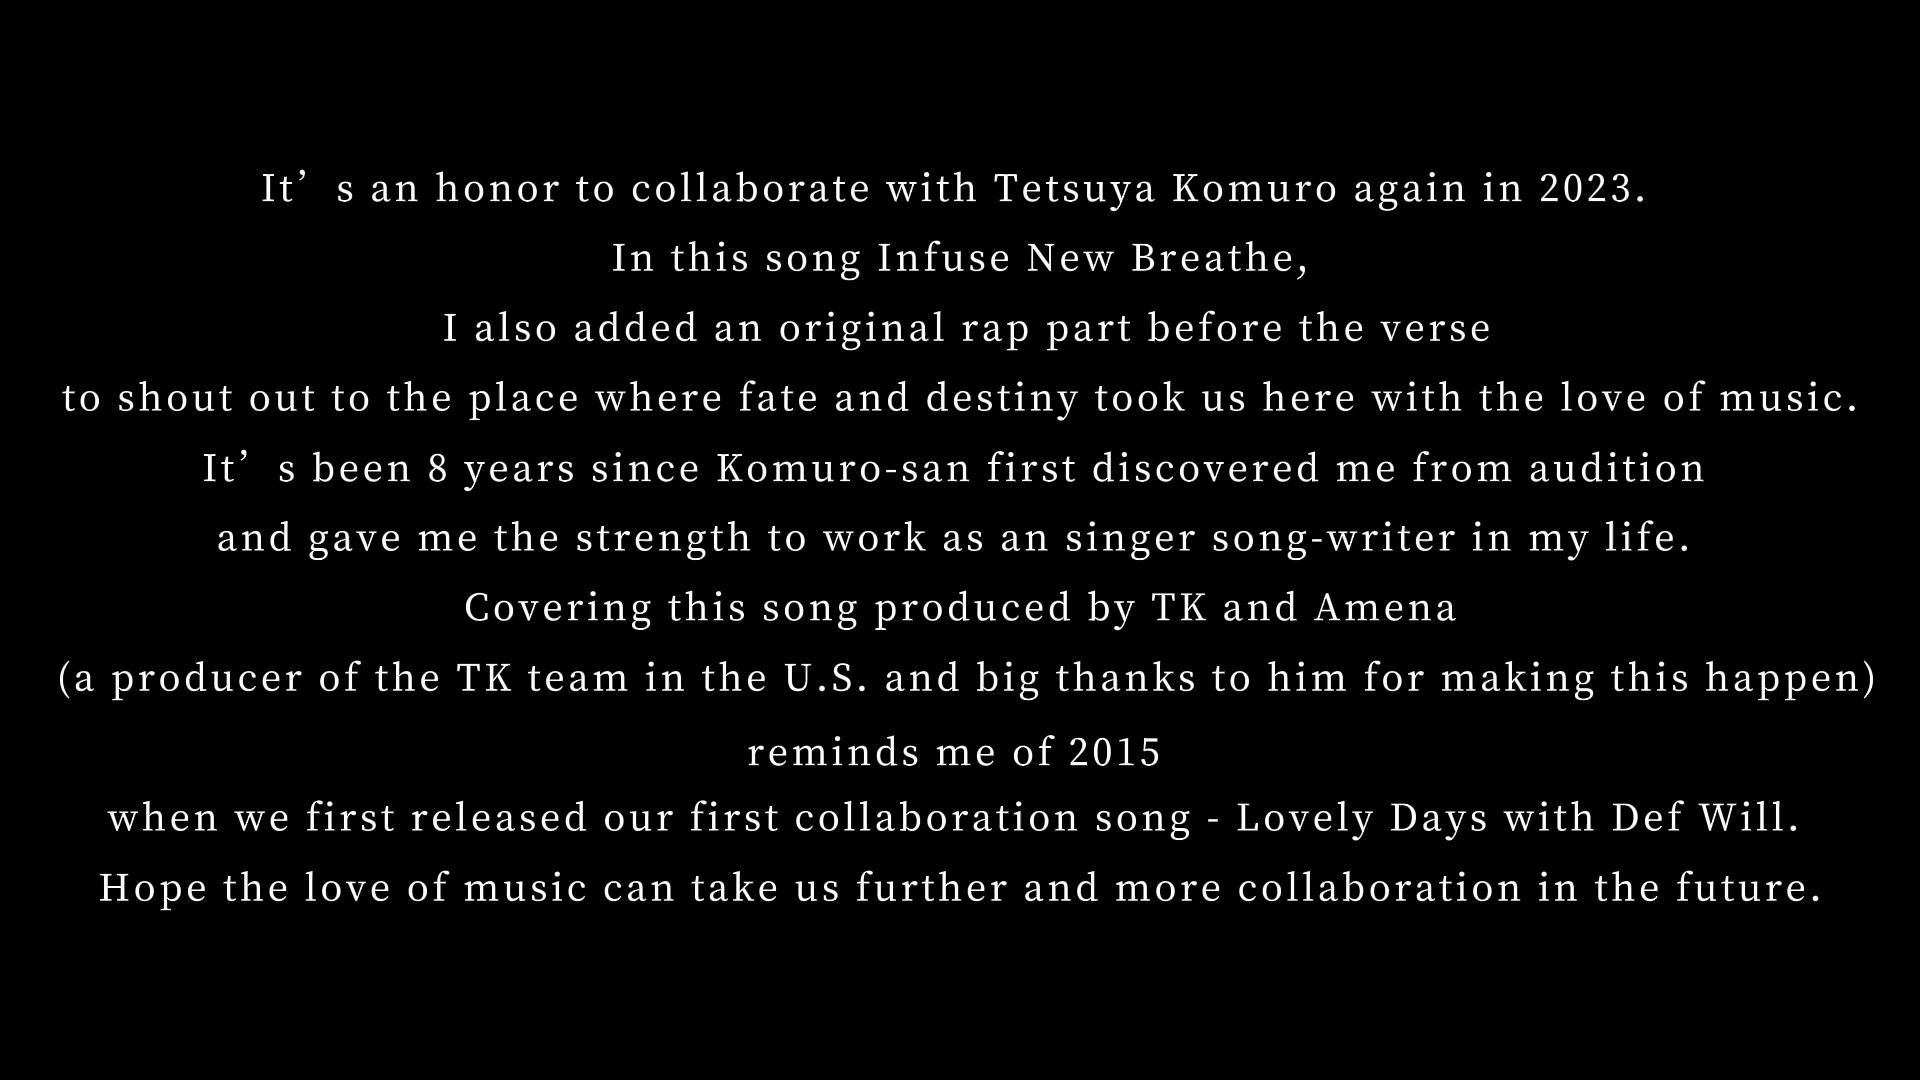 It’s an honor to collaborate with Tetsuya Komuro again in 2023.
In this song Infuse New Breathe,
I also added an original rap part before the verse
to shout out to the place where fate and destiny took us here with the love of music.
It’s been 8 years since Komuro-san first discovered me from audition
and gave me the strength to work as an singer song-writer in my life.
Covering this song produced by TK and Amena
(a producer of the TK team in the U.S. and big thanks to him for making this happen)
reminds me of 2015
when we first released our first collaboration song - Lovely Days with Def Will.
Hope the love of music can take us further and more collaboration in the future.